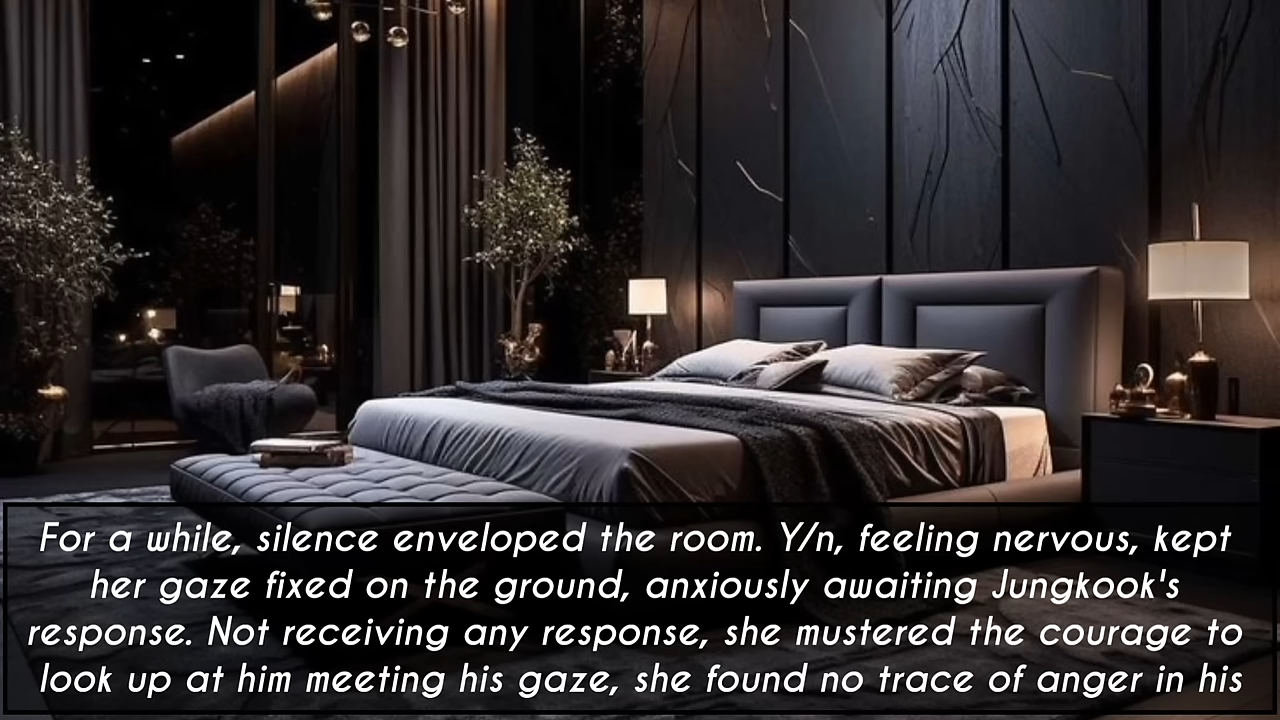 For a while, silence enveloped the room. Y/n, feeling nervous, kept
her gaze fixed on the ground, anxiously awaiting Jungkook's
response. Not receiving any response, she mustered the courage to
look up at him meeting his gaze, she found no trace of anger in his